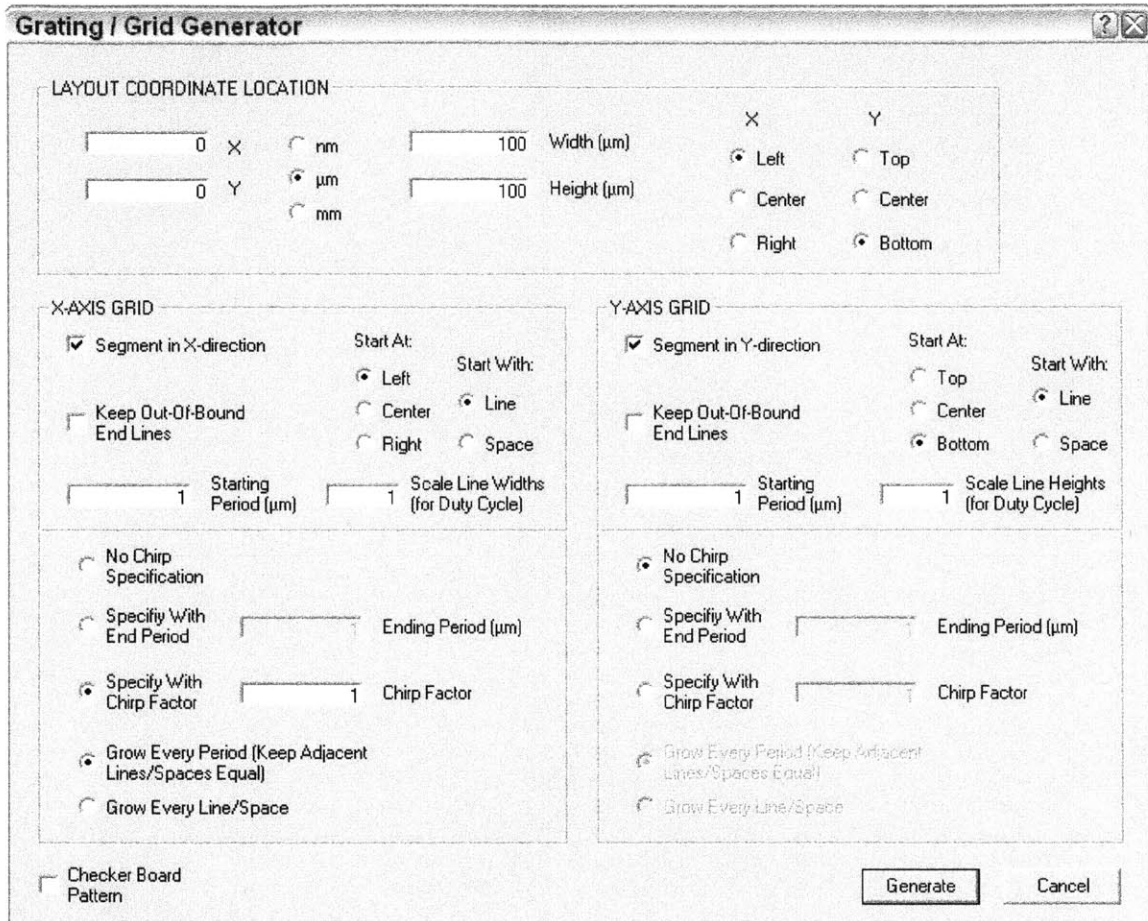 Grating / Grid Generator
LAYOUT COORDINATE LOCATION
X Y
0 X nm 100 Width (µm) Left Top
µm
0 Y 100 Height (µm) Center Center
mm
Right Bottom
X-AXIS GRID
Segment in X-direction
Start At:
Left
Center
Right
Start With:
Line
Space
Keep Out-Of-Bound
End Lines
1 Starting
Period (µm)
1 Scale Line Widths
(for Duty Cycle)
No Chirp
Specification
Specifiy With
End Period
1 Ending Period (µm)
Specify With
Chirp Factor
1 Chirp Factor
Grow Every Period (Keep Adjacent
Lines/Spaces Equal)
Grow Every Line/Space
Y-AXIS GRID
Segment in Y-direction
Start At:
Top
Center
Bottom
Start With:
Line
Space
Keep Out-Of-Bound
End Lines
1 Starting
Period (µm)
1 Scale Line Heights
(for Duty Cycle)
No Chirp
Specification
Specifiy With
End Period
1 Ending Period (µm)
Specify With
Chirp Factor
1 Chirp Factor
Grow Every Period (Keep Adjacent
Lines/Spaces Equal)
Grow Every Line/Space
Checker Board
Pattern
Generate Cancel